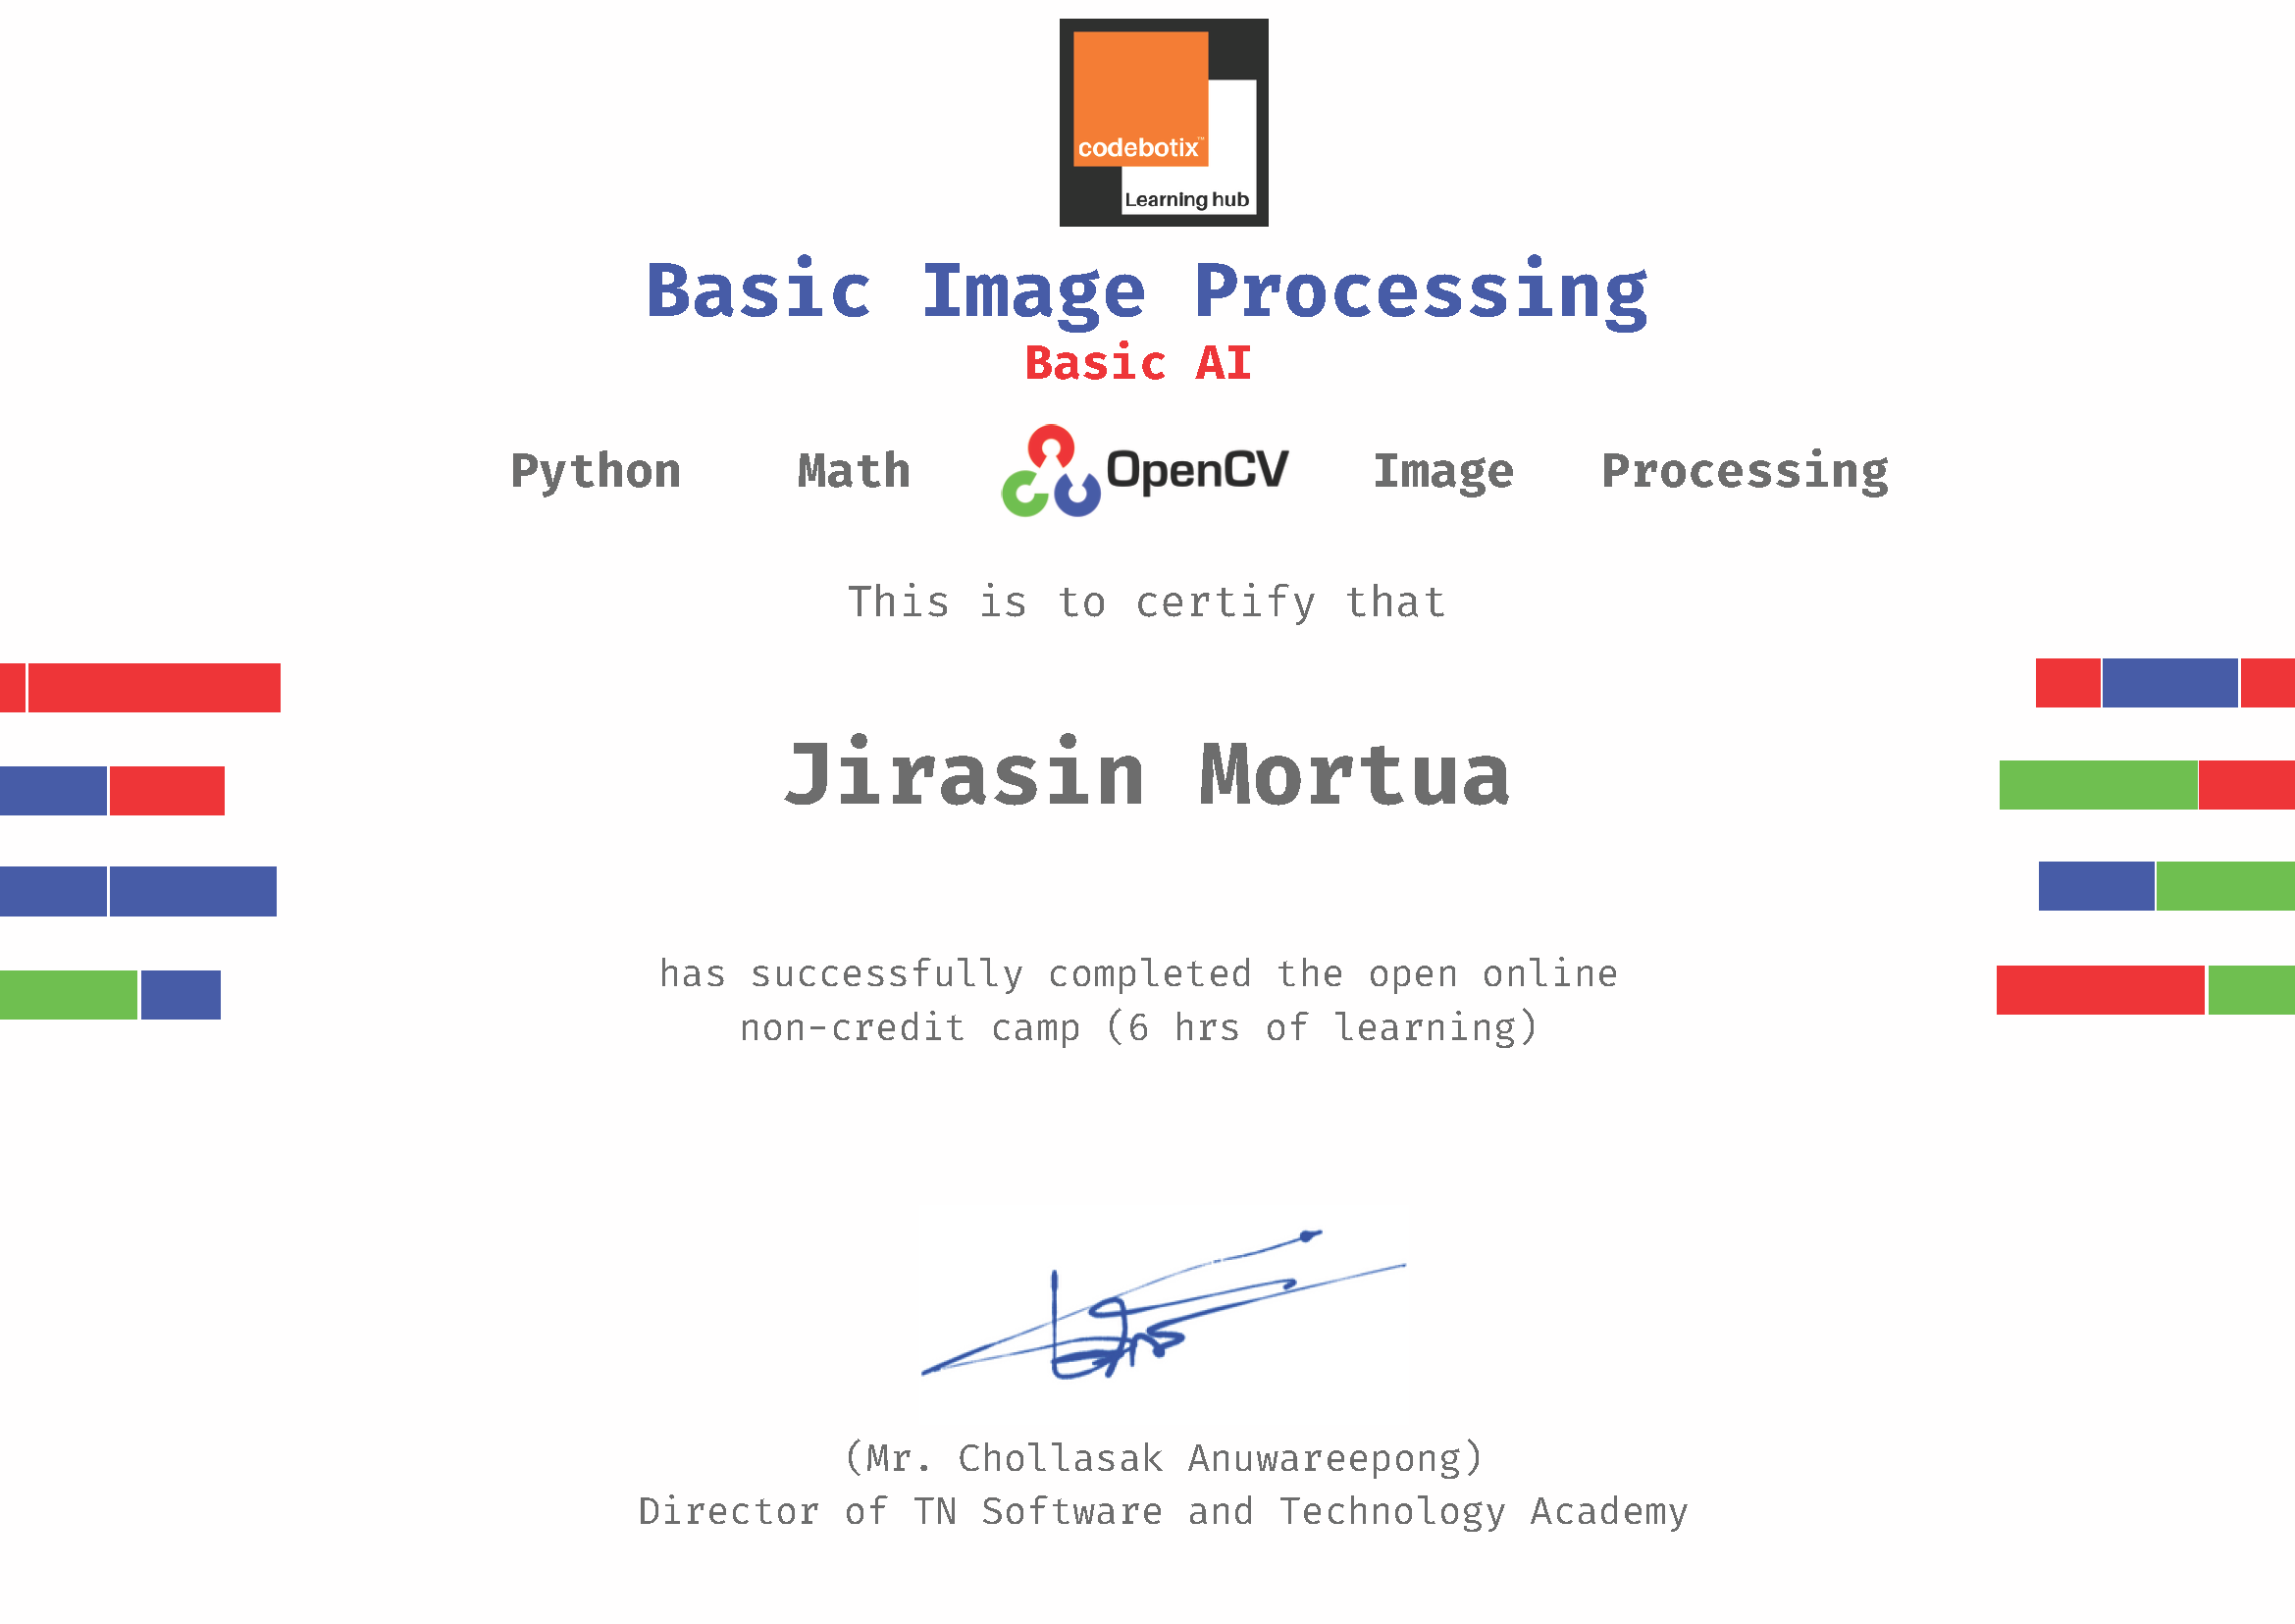 codebotix™
Learning hub
Basic Image Processing
Basic AI
Python Math OpenCV Image Processing
This is to certify that
Jirasin Mortua
has successfully completed the open online
non-credit camp (6 hrs of learning)
(Mr. Chollasak Anuwareepong)
Director of TN Software and Technology Academy